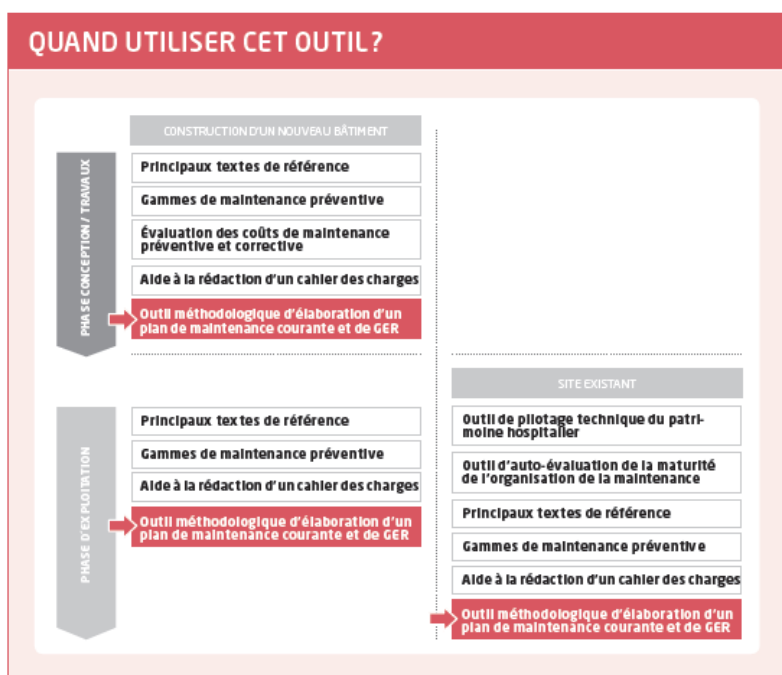 QUAND UTILISER CET OUTIL?
CONSTRUCTION D'UN NOUVEAU BÂTIMENT
PHASE CONCEPTION / TRAVAUX
Principaux textes de référence
Gammes de maintenance préventive
Évaluation des coûts de maintenance
préventive et corrective
Aide à la rédaction d'un cahier des charges
Outil méthodologique d'élaboration d'un
plan de maintenance courante et de GER
PHASE D'EXPLOITATION
Principaux textes de référence
Gammes de maintenance préventive
Aide à la rédaction d'un cahier des charges
Outil méthodologique d'élaboration d'un
plan de maintenance courante et de GER
SITE EXISTANT
Outil de pilotage technique du patri-
moine hospitalier
Outil d'auto-évaluation de la maturité
de l'organisation de la maintenance
Principaux textes de référence
Gammes de maintenance préventive
Aide à la rédaction d'un cahier des charges
Outil méthodologique d'élaboration d'un
plan de maintenance courante et de GER